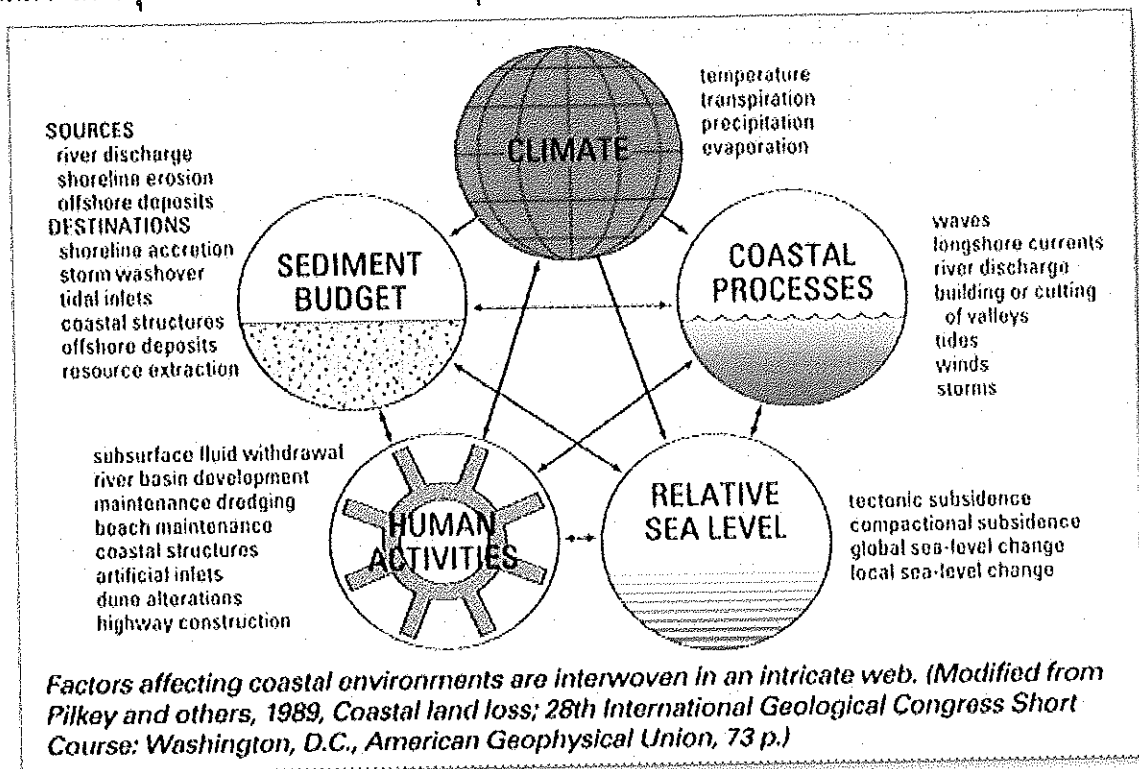 CLIMATE
temperature
transpiration
precipitation
evaporation
SOURCES
river discharge
shoreline erosion
offshore deposits
DESTINATIONS
shoreline accretion
storm washover
tidal inlets
coastal structures
offshore deposits
resource extraction
SEDIMENT
BUDGET
COASTAL
PROCESSES
waves
longshore currents
river discharge
building or cutting
of valleys
tides
winds
storms
subsurface fluid withdrawal
river basin development
maintenance dredging
beach maintenance
coastal structures
artificial inlets
dune alterations
highway construction
HUMAN
ACTIVITIES
RELATIVE
SEA LEVEL
tectonic subsidence
compactional subsidence
global sea-level change
local sea-level change
Factors affecting coastal environments are interwoven in an intricate web. (Modified from
Pilkey and others, 1989, Coastal land loss; 28th International Geological Congress Short
Course: Washington, D.C., American Geophysical Union, 73 p.)